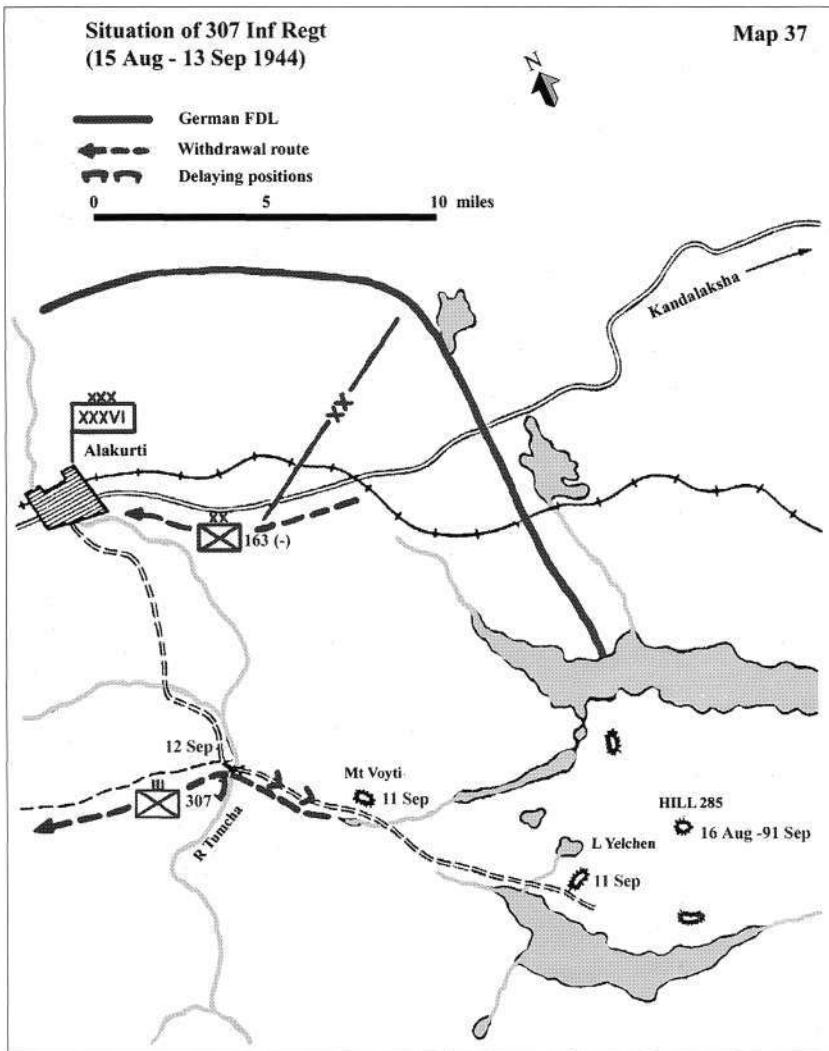 Situation of 307 Inf Regt
(15 Aug - 13 Sep 1944)
Map 37
N
German FDL
Withdrawal route
Delaying positions
0 5 10 miles
Kandalaksha
XXX
XXXVI
Alakurti
XX
XX
163 (-)
12 Sep
Mt Voyti
11 Sep
III
307
R Tumcha
HILL 285
16 Aug -91 Sep
L Yelchen
11 Sep